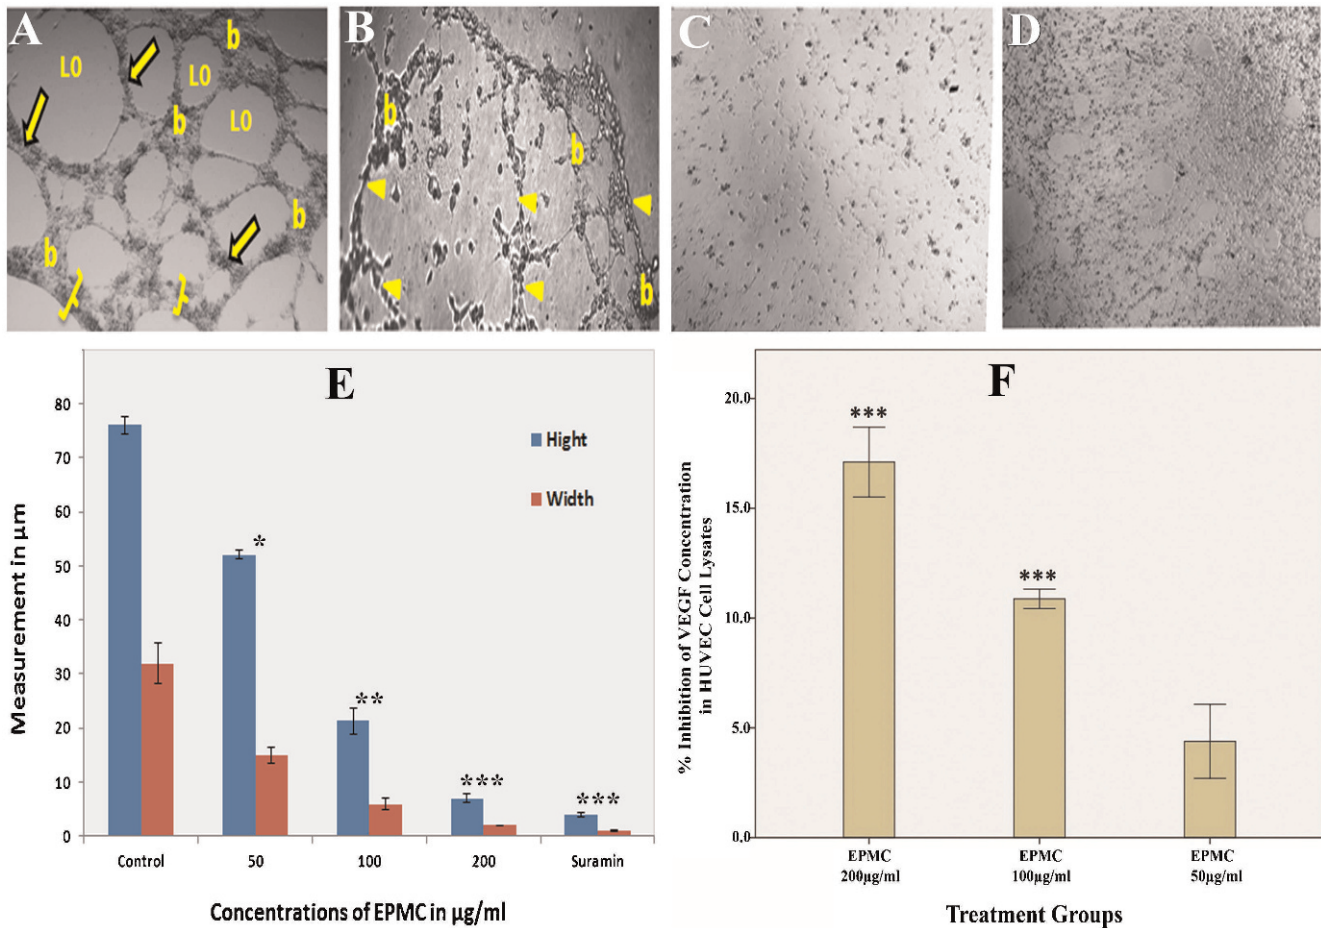 A
B
C
D
b
LO
LO
LO
b
b
b
b
b
b
E
80
70
60
50
40
30
20
10
0
Measurement in µm
Hight
Width
*
**
***
***
Control 50 100 200 Suramin
Concentrations of EPMC in µg/ml
F
20.0
15.0
10.0
5.0
0.0
% Inhibition of VEGF Concentration
in HUVEC Cell Lysates
***
***
EPMC EPMC EPMC
200µg/ml 100µg/ml 50µg/ml
Treatment Groups